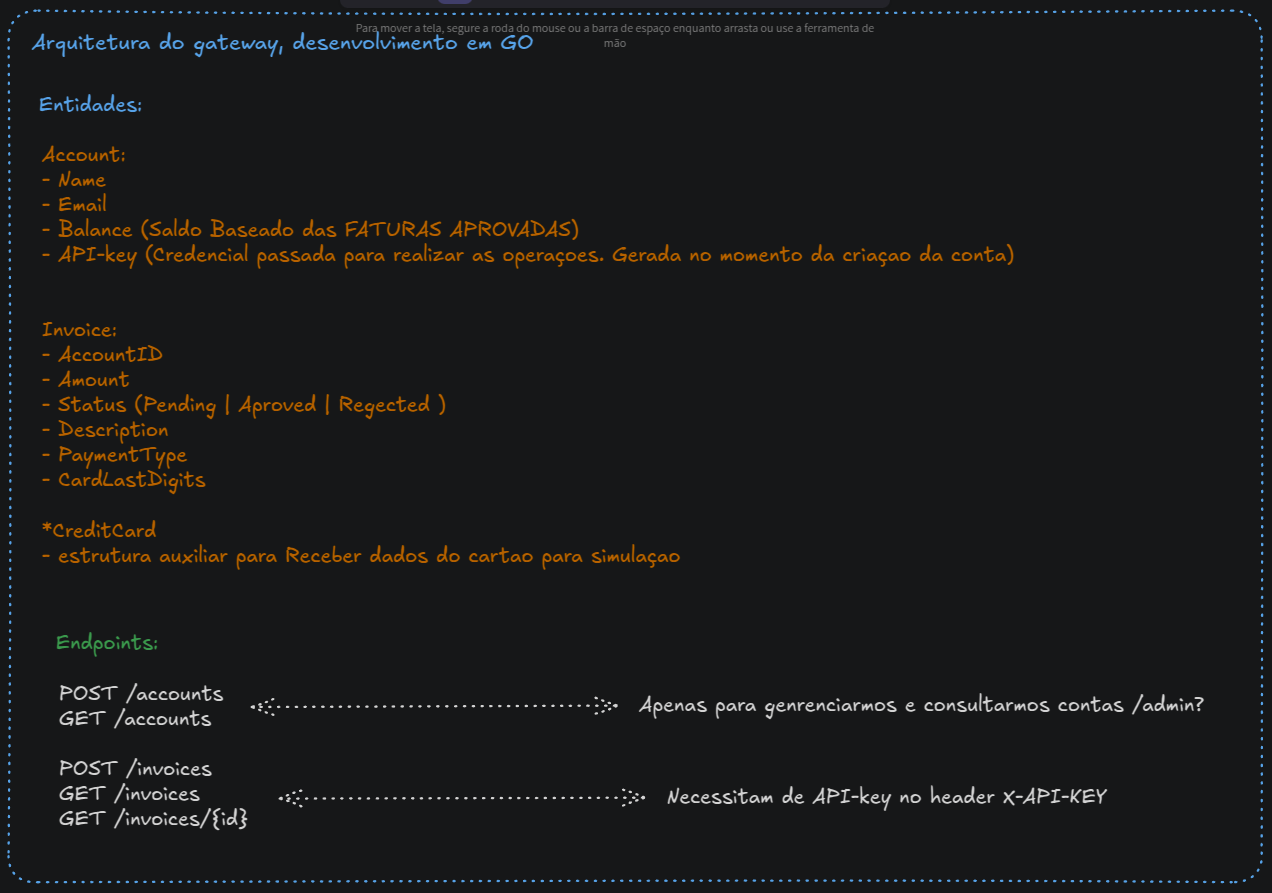 Para mover a tela, segure a roda do mouse ou a barra de espaço enquanto arrasta ou use a ferramenta de
mão
Arquitetura do gateway, desenvolvimento em GO
Entidades:
Account:
- Name
- Email
- Balance (Saldo Baseado das FATURAS APROVADAS)
- API-key (Credencial passada para realizar as operaçoes. Gerada no momento da criaçao da conta)
Invoice:
- AccountID
- Amount
- Status (Pending | Aproved | Regected )
- Description
- PaymentType
- CardLastDigits
*CreditCard
- estrutura auxiliar para Receber dados do cartao para simulaçao
Endpoints:
POST /accounts
GET /accounts
Apenas para genrenciarmos e consultarmos contas /admin?
POST /invoices
GET /invoices
GET /invoices/{id}
Necessitam de API-key no header X-API-KEY